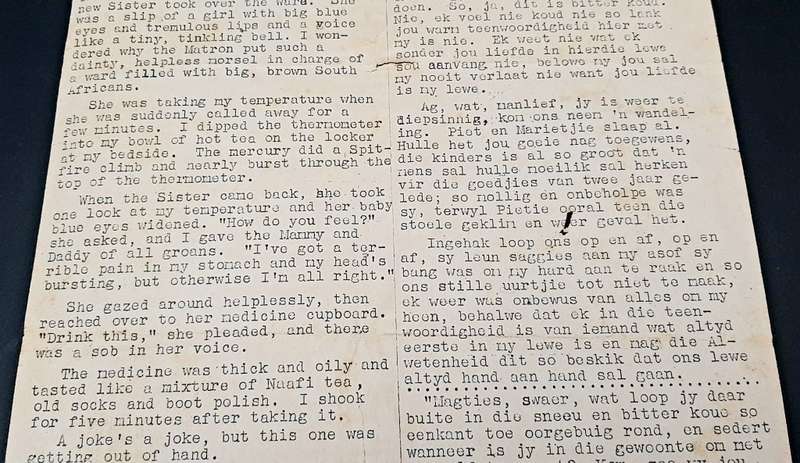 new Sister took over the ward. She
was a slip of a girl with big blue
eyes and tremulous lips and a voice
like a tiny, tinkling bell. I won-
dered why the Matron put such a
dainty, helpless morsel in charge of
a ward filled with big, brown South
Africans.
She was taking my temperature when
she was suddenly called away for a
few minutes. I dipped the thermometer
into my bowl of hot tea on the locker
at my bedside. The mercury did a Spit-
fire climb and nearly burst through the
top of the thermometer.
When the Sister came back, she took
one look at my temperature and her baby
blue eyes widened. "How do you feel?"
she asked, and I gave the Mammy and
Daddy of all groans. "I've got a ter-
rible pain in my stomach and my head's
bursting, but otherwise I'm all right."
She gazed around helplessly, then
reached over to her medicine cupboard.
"Drink this," she pleaded, and there
was a sob in her voice.
The medicine was thick and oily and
tasted like a mixture of Naafi tea,
old socks and boot polish. I shook
for five minutes after taking it.
A joke's a joke, but this one was
getting out of hand.
doen. So, ja, dit is bitter koud.
Nie, ek voel nie koud nie so lank
jou warm teenwoordigheid hier met
my is nie. Ek weet nie wat ek
sonder jou liefde in hierdie lewe
sou aanvang nie, belowe my jou sal
my nooit verlaat nie want jou liefde
is my lewe.
Ag, wat, manlief, jy is weer te
diepsinnig, kom ons neem 'n wandel-
ing. Piet en Marietjie slaap al.
Hulle het jou goeie nag toegewens,
die kinders is al so groot dat 'n
mens sal hulle moeilik sal herken
vir die goedjies van twee jaar ge-
lede; so mollig en onbeholpe was
sy, terwyl Pietie ooral teen die
stoele geklim en weer geval het.
Ingehak loop ons op en af, op en
af, sy leun saggies aan my asof sy
bang was om my hard aan te raak en so
ons stille uurtjie tot niet te maak,
ek weer was onbewus van alles om my
heen, behalwe dat ek in die teen-
woordigheid is van iemand wat altyd
eerste in my lewe is en mag die Al-
wetenheid dit so beskik dat ons lewe
altyd hand aan hand sal gaan.
"Magties, swaer, wat loop jy daar
buite in die sneeu en bitter koue so
eenkant toe oorgebuig rond, en sedert
wanneer is jy in die gewoonte om met